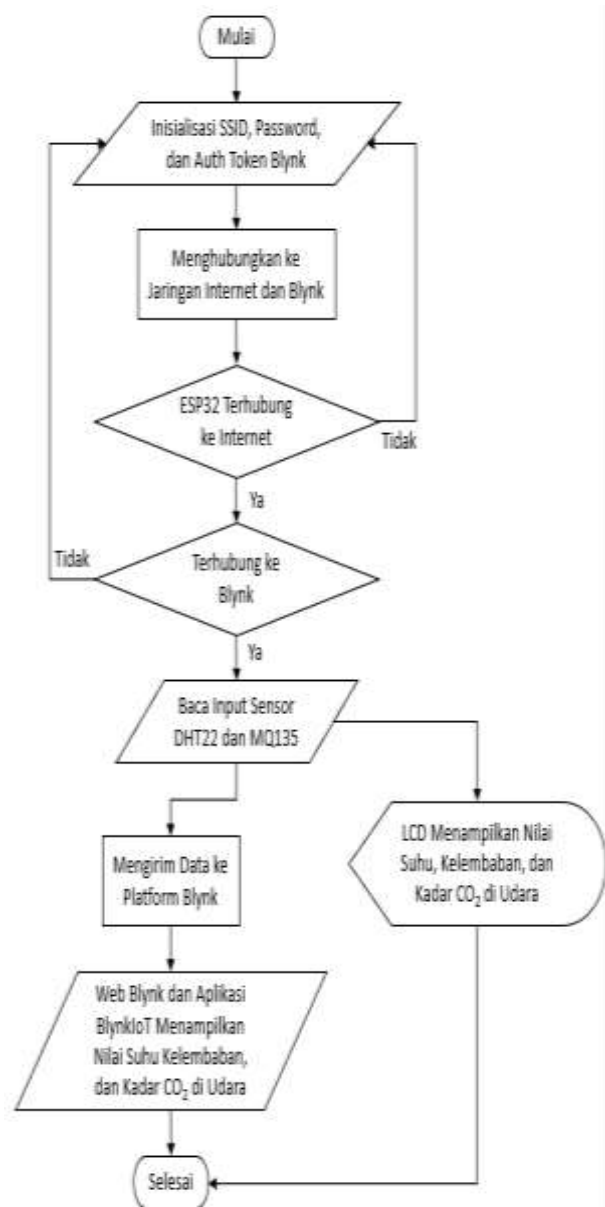 Mulai
Inisialisasi SSID, Password,
dan Auth Token Blynk
Menghubungkan ke
Jaringan Internet dan Blynk
ESP32 Terhubung
ke Internet
Tidak
Ya
Tidak
Terhubung ke
Blynk
Ya
Baca Input Sensor
DHT22 dan MQ135
Mengirim Data ke
Platform Blynk
LCD Menampilkan Nilai
Suhu, Kelembaban, dan
Kadar CO₂ di Udara
Web Blynk dan Aplikasi
BlynkIoT Menampilkan
Nilai Suhu Kelembaban,
dan Kadar CO₂ di Udara
Selesai